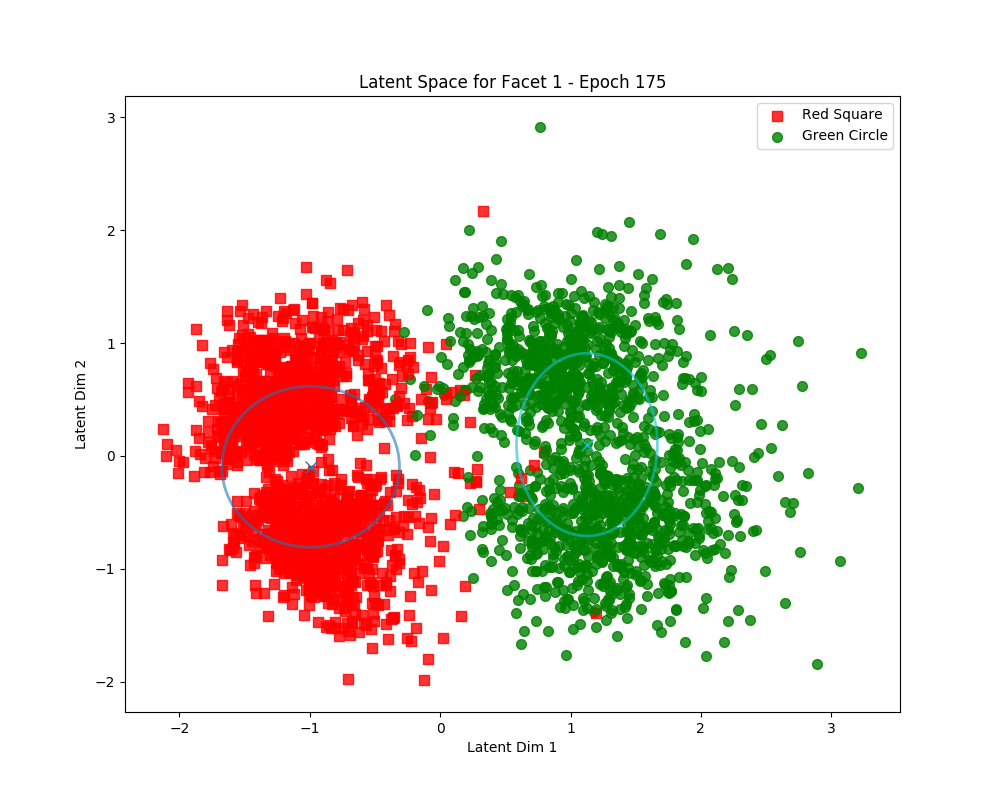 Latent Space for Facet 1 - Epoch 175
Red Square
Green Circle
3
2
1
0
−1
−2
Latent Dim 2
−2
−1
0
1
2
3
Latent Dim 1